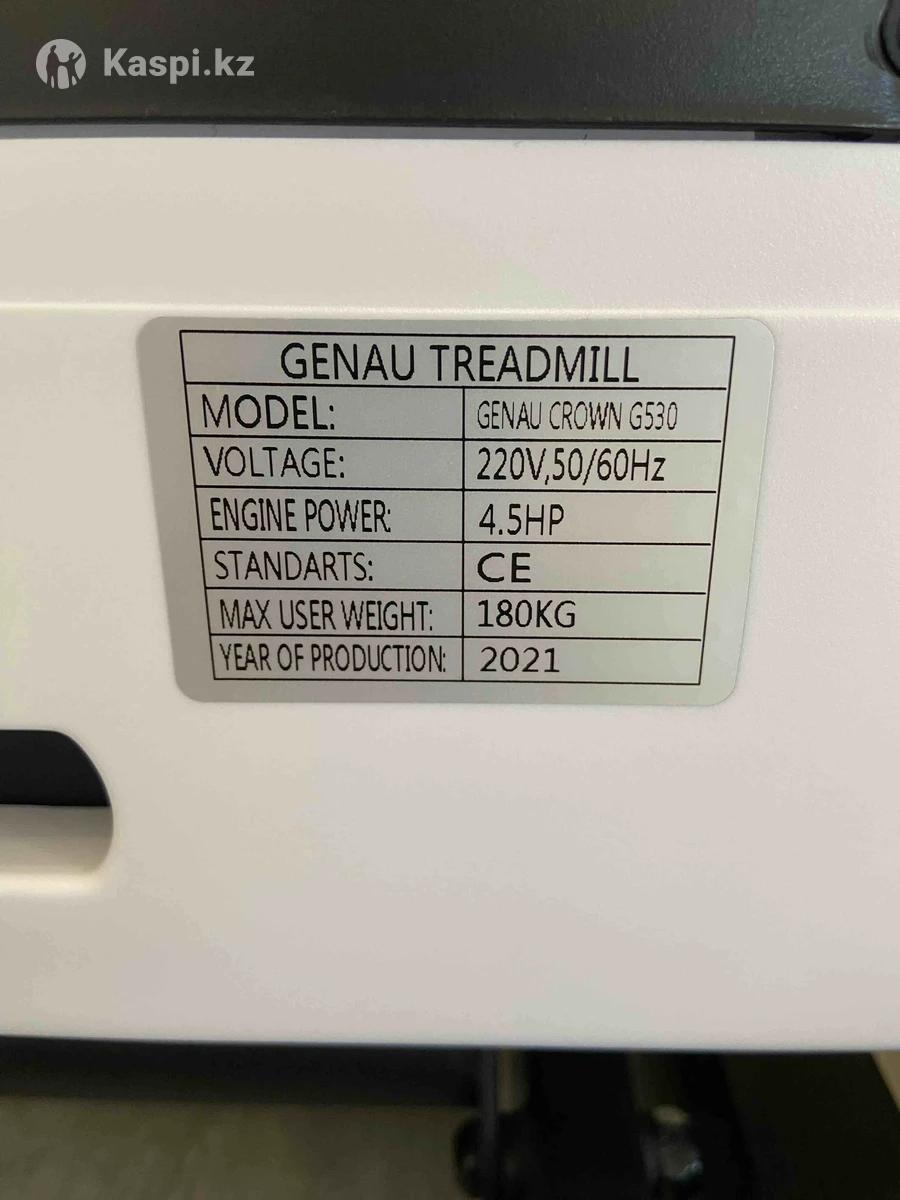 Kaspi.kz
GENAU TREADMILL
MODEL: GENAU CROWN G530
VOLTAGE: 220V,50/60Hz
ENGINE POWER: 4.5HP
STANDARTS: CE
MAX USER WEIGHT: 180KG
YEAR OF PRODUCTION: 2021